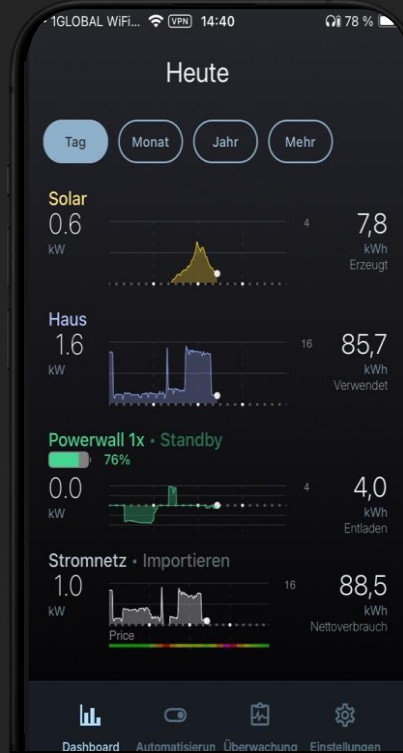 1GLOBAL WiFi... VPN 14:40 78 %
Heute
Tag Monat Jahr Mehr
Solar
0.6 4 7,8
kW kWh
Erzeugt
Haus
1.6 16 85,7
kW kWh
Verwendet
Powerwall 1x · Standby
76%
0.0 4 4,0
kW kWh
Entladen
Stromnetz · Importieren
1.0 16 88,5
kW kWh
Nettoverbrauch
Price
Dashboard Automatisierun Überwachung Einstellungen